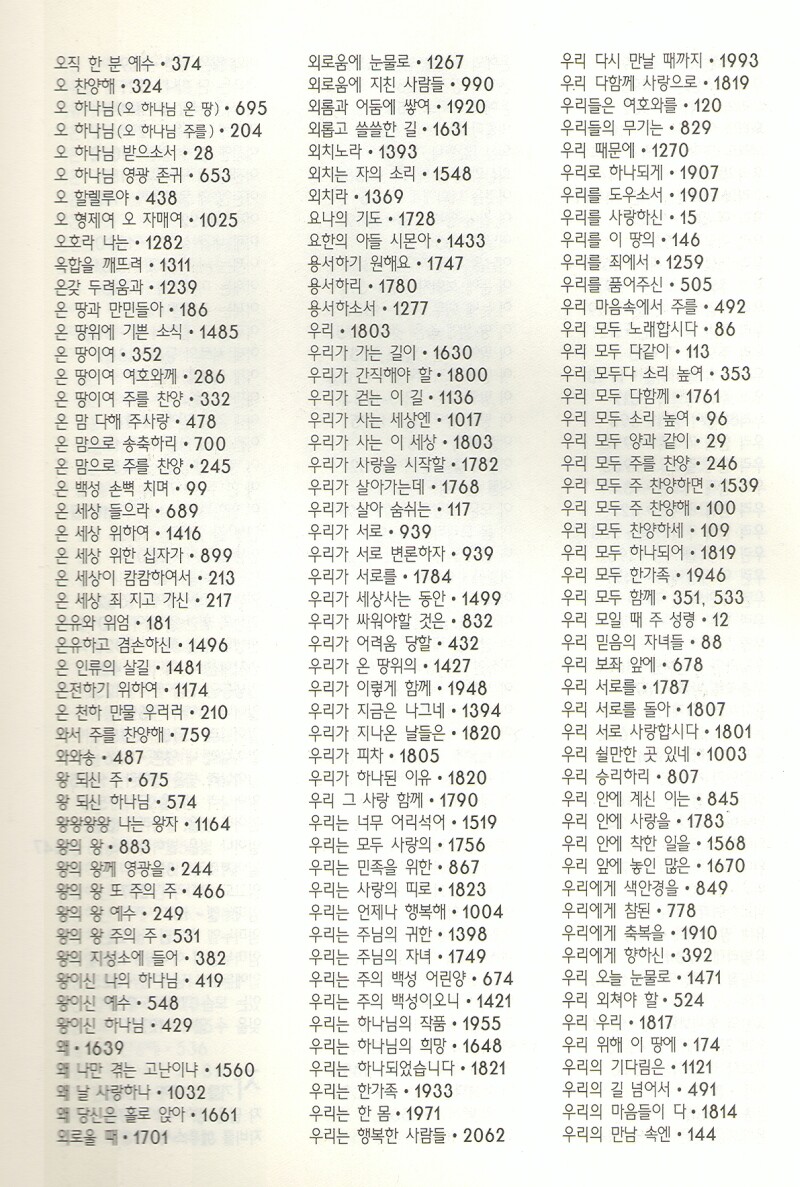 오직 한 분 예수 • 374
오 찬양해 • 324
오 하나님(오 하나님 온 땅) • 695
오 하나님(오 하나님 주를) • 204
오 하나님 받으소서 • 28
오 하나님 영광 존귀 • 653
오 할렐루야 • 438
오 형제여 오 자매여 • 1025
오호라 나는 • 1282
옥합을 깨뜨려 • 1311
온갖 두려움과 • 1239
온 땅과 만민들아 • 186
온 땅위에 기쁜 소식 • 1485
온 땅이여 • 352
온 땅이여 여호와께 • 286
온 땅이여 주를 찬양 • 332
온 맘 다해 주사랑 • 478
온 맘으로 송축하리 • 700
온 맘으로 주를 찬양 • 245
온 백성 손벽 치며 • 99
온 세상 들으라 • 689
온 세상 위하여 • 1416
온 세상 위한 십자가 • 899
온 세상이 캄캄하여서 • 213
온 세상 죄 지고 가신 • 217
온유와 위엄 • 181
온유하고 겸손하신 • 1496
온 인류의 살길 • 1481
온전하기 위하여 • 1174
온 천하 만물 우러러 • 210
와서 주를 찬양해 • 759
와와송 • 487
왕 되신 주 • 675
왕 되신 하나님 • 574
왕왕왕왕 나는 왕자 • 1164
왕의 왕 • 883
왕의 왕께 영광을 • 244
왕의 왕 또 주의 주 • 466
왕의 왕 예수 • 249
왕의 왕 주의 주 • 531
왕의 지성소에 들어 • 382
왕이신 나의 하나님 • 419
왕이신 예수 • 548
왕이신 하나님 • 429
왜 • 1639
왜 나만 겪는 고난이냐 • 1560
왜 날 사랑하나 • 1032
왜 당신은 홀로 앉아 • 1661
외로울 때 • 1701
외로움에 눈물로 • 1267
외로움에 지친 사람들 • 990
외롬과 어둠에 쌓여 • 1920
외롭고 쓸쓸한 길 • 1631
외치노라 • 1393
외치는 자의 소리 • 1548
외치라 • 1369
요나의 기도 • 1728
요한의 아들 시몬아 • 1433
용서하기 원해요 • 1747
용서하리 • 1780
용서하소서 • 1277
우리 • 1803
우리가 가는 길이 • 1630
우리가 간직해야 할 • 1800
우리가 걷는 이 길 • 1136
우리가 사는 세상엔 • 1017
우리가 사는 이 세상 • 1803
우리가 사랑을 시작할 • 1782
우리가 살아가는데 • 1768
우리가 살아 숨쉬는 • 117
우리가 서로 • 939
우리가 서로 변론하자 • 939
우리가 서로를 • 1784
우리가 세상사는 동안 • 1499
우리가 싸워야할 것은 • 832
우리가 어려움 당할 • 432
우리가 온 땅위의 • 1427
우리가 이렇게 함께 • 1948
우리가 지금은 나그네 • 1394
우리가 지나온 날들은 • 1820
우리가 피차 • 1805
우리가 하나된 이유 • 1820
우리 그 사랑 함께 • 1790
우리는 너무 어리석어 • 1519
우리는 모두 사랑의 • 1756
우리는 민족을 위한 • 867
우리는 사랑의 띠로 • 1823
우리는 언제나 행복해 • 1004
우리는 주님의 귀한 • 1398
우리는 주님의 자녀 • 1749
우리는 주의 백성 어린양 • 674
우리는 주의 백성이오니 • 1421
우리는 하나님의 작품 • 1955
우리는 하나님의 희망 • 1648
우리는 하나되었습니다 • 1821
우리는 한가족 • 1933
우리는 한 몸 • 1971
우리는 행복한 사람들 • 2062
우리 다시 만날 때까지 • 1993
우리 다함께 사랑으로 • 1819
우리들은 여호와를 • 120
우리들의 무기는 • 829
우리 때문에 • 1270
우리로 하나되게 • 1907
우리를 도우소서 • 1907
우리를 사랑하신 • 15
우리를 이 땅의 • 146
우리를 죄에서 • 1259
우리를 품어주신 • 505
우리 마음속에서 주를 • 492
우리 모두 노래합시다 • 86
우리 모두 다같이 • 113
우리 모두다 소리 높여 • 353
우리 모두 다함께 • 1761
우리 모두 소리 높여 • 96
우리 모두 양과 같이 • 29
우리 모두 주를 찬양 • 246
우리 모두 주 찬양하면 • 1539
우리 모두 주 찬양해 • 100
우리 모두 찬양하세 • 109
우리 모두 하나되어 • 1819
우리 모두 한가족 • 1946
우리 모두 함께 • 351, 533
우리 모일 때 주 성령 • 12
우리 믿음의 자녀들 • 88
우리 보좌 앞에 • 678
우리 서로를 • 1787
우리 서로를 돌아 • 1807
우리 서로 사랑합시다 • 1801
우리 쉴만한 곳 있네 • 1003
우리 승리하리 • 807
우리 안에 계신 이는 • 845
우리 안에 사랑을 • 1783
우리 안에 착한 일을 • 1568
우리 앞에 놓인 많은 • 1670
우리에게 색안경을 • 849
우리에게 참된 • 778
우리에게 축복을 • 1910
우리에게 향하신 • 392
우리 오늘 눈물로 • 1471
우리 외쳐야 할 • 524
우리 우리 • 1817
우리 위해 이 땅에 • 174
우리의 기다림은 • 1121
우리의 길 넘어서 • 491
우리의 마음들이 다 • 1814
우리의 만남 속엔 • 144